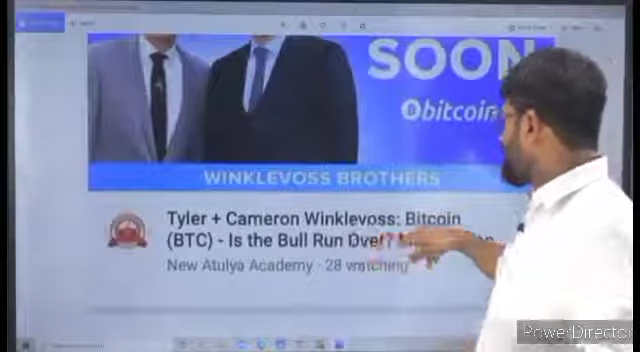 SOON
bitcoin
WINKLEVOSS BROTHERS
Tyler + Cameron Winklevoss: Bitcoin
(BTC) - Is the Bull Run Over?
New Atulya Academy · 28 watching
PowerDirector